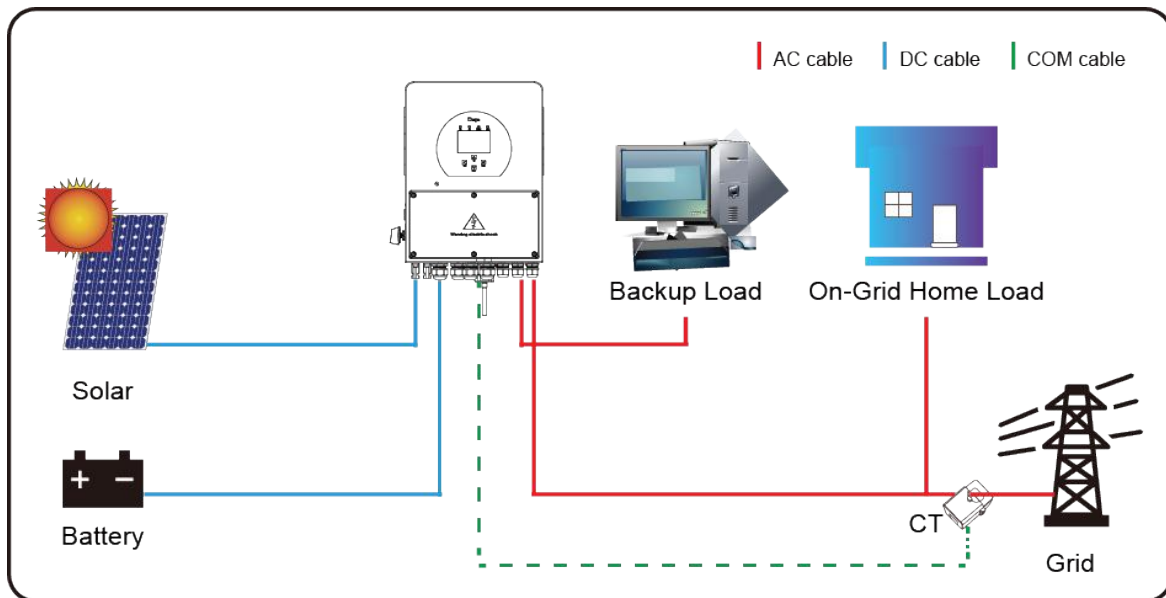 AC cable
DC cable
COM cable
Backup Load
On-Grid Home Load
Solar
Battery
+ −
CT
Grid